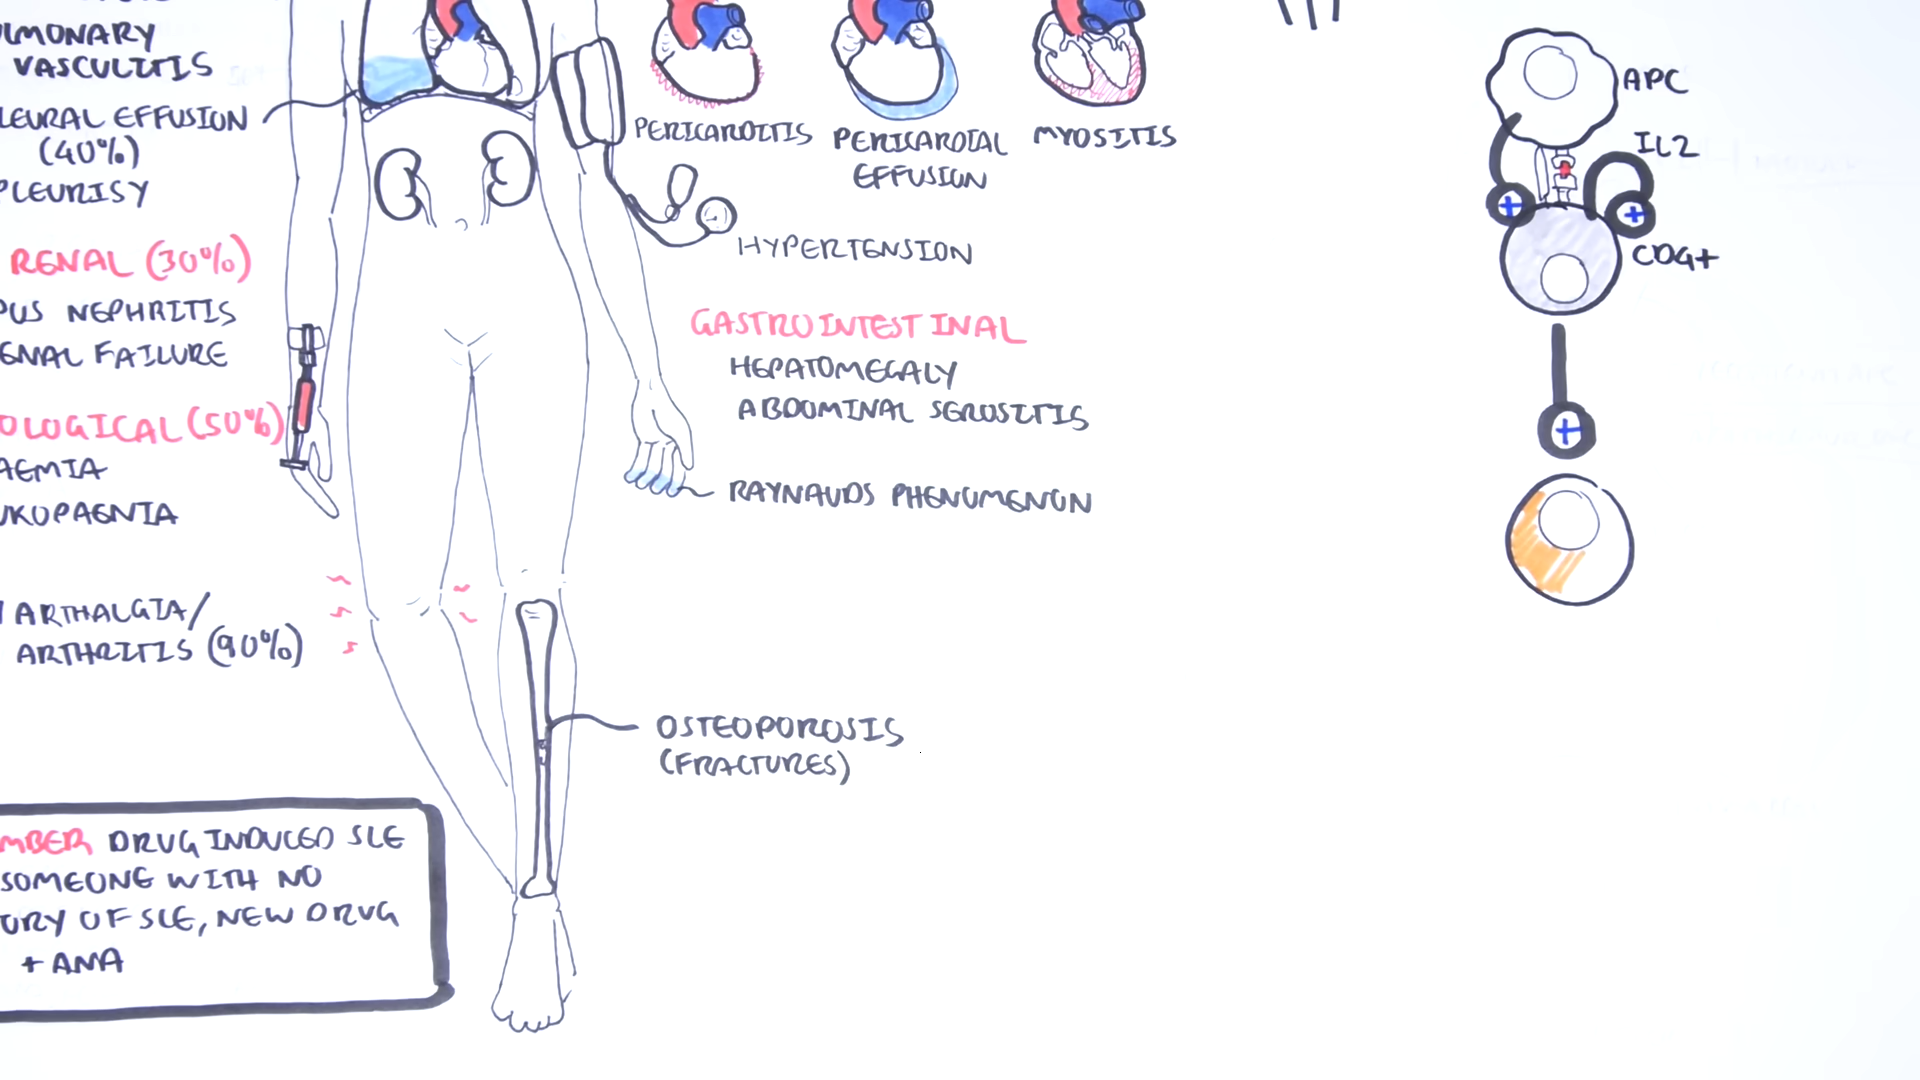 VASCULITIS
EFFUSION
(40%)
PLEURISY
RENAL (30%)
NEPHRITIS
FAILURE
(50%)
ARTHALGIA/
ARTHRITIS (90%)
DRUG INDUCED SLE
SOMEONE WITH NO
OF SLE, NEW DRUG
+ ANA
PERICARDITIS
PERICARDIAL
EFFUSION
MYOSITIS
HYPERTENSION
GASTROINTESTINAL
HEPATOMEGALY
ABDOMINAL SEROSITIS
RAYNAUDS PHENOMENON
OSTEOPOROSIS
(FRACTURES)
APC
IL2
+ +
CD4+
+